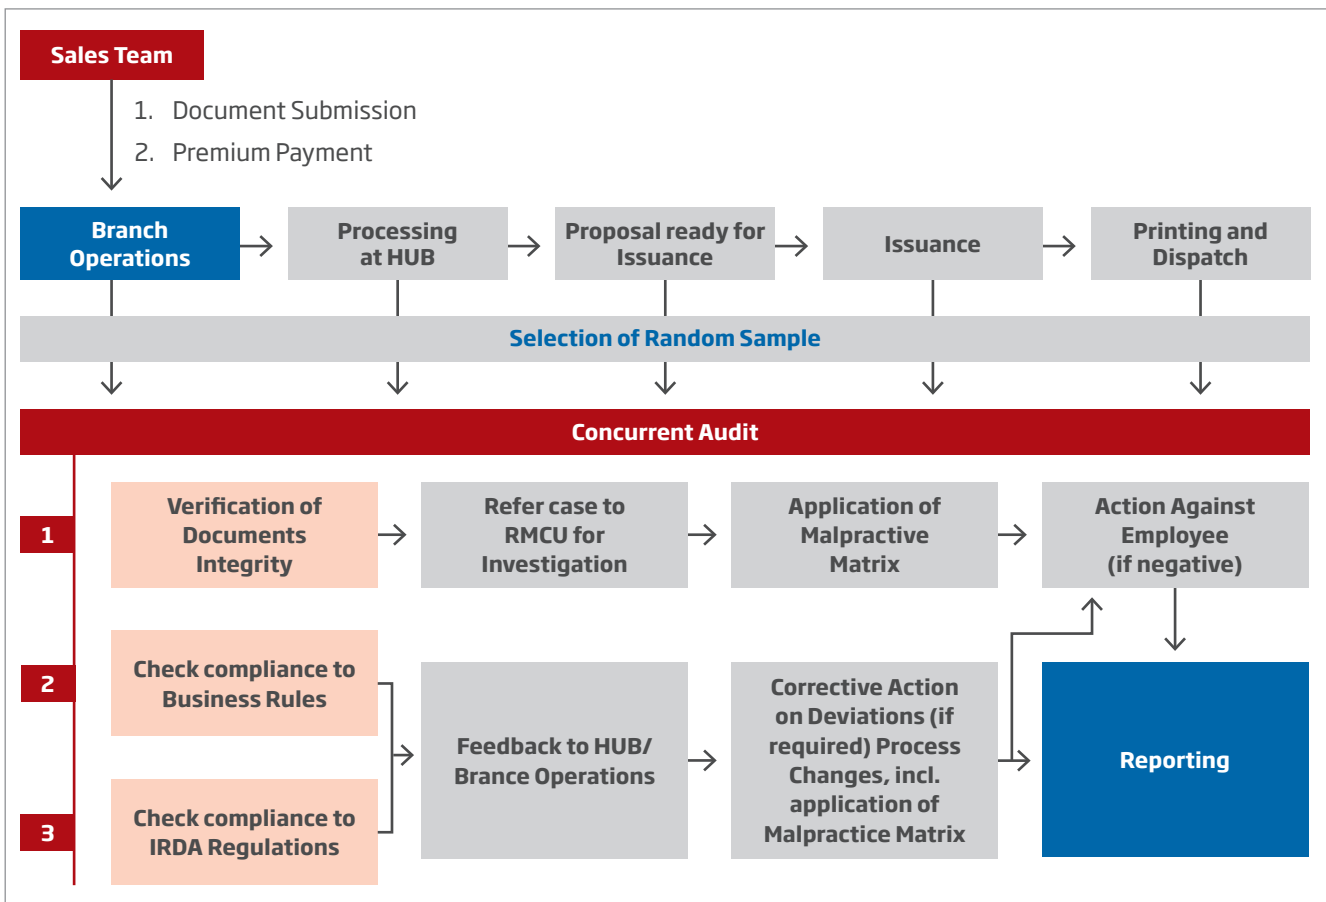 Sales Team
1. Document Submission
2. Premium Payment
Branch
Operations
Processing
at HUB
Proposal ready for
Issuance
Issuance
Printing and
Dispatch
Selection of Random Sample
Concurrent Audit
1
Verification of
Documents
Integrity
Refer case to
RMCU for
Investigation
Application of
Malpractive
Matrix
Action Against
Employee
(if negative)
2
Check compliance to
Business Rules
3
Check compliance to
IRDA Regulations
Feedback to HUB/
Brance Operations
Corrective Action
on Deviations (if
required) Process
Changes, incl.
application of
Malpractice Matrix
Reporting